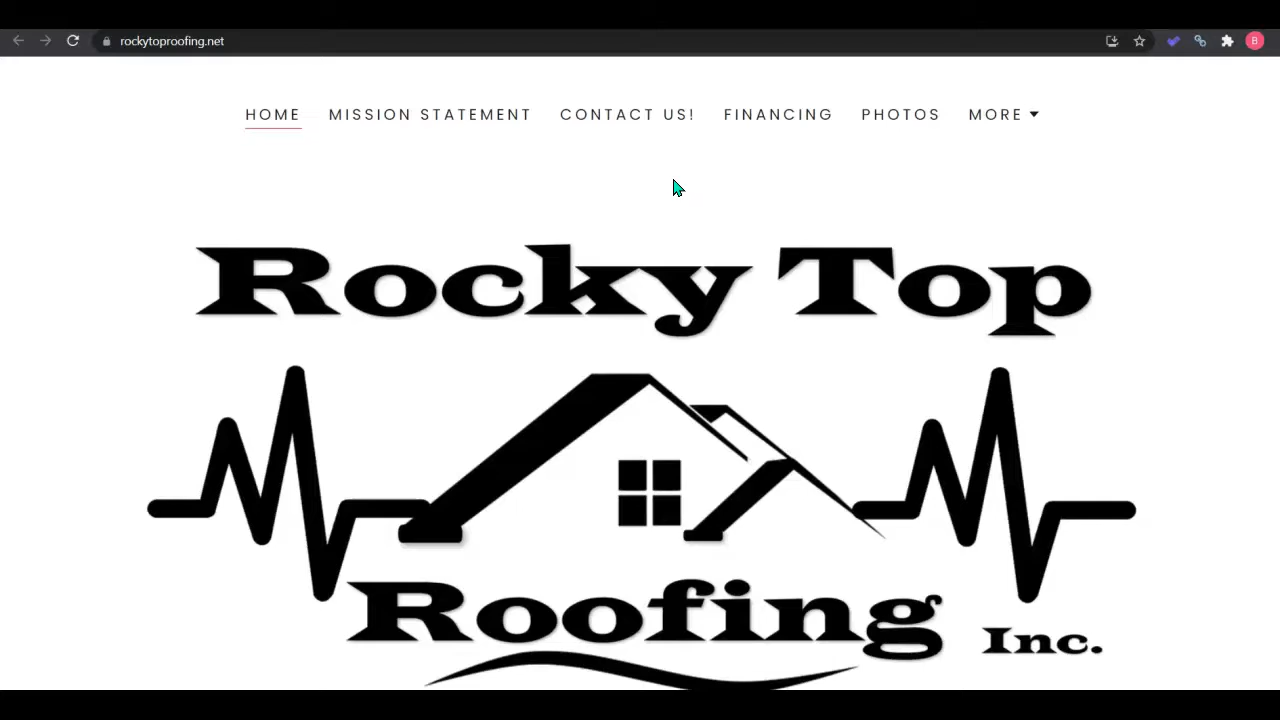 rockytoproofing.net
B
HOME MISSION STATEMENT CONTACT US! FINANCING PHOTOS MORE
Rocky Top
Roofing Inc.